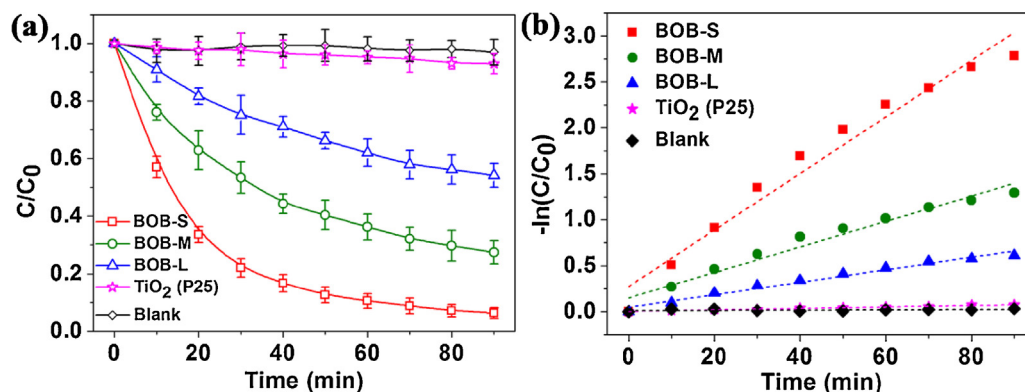 (a)
C/C0
1.0
0.8
0.6
0.4
0.2
0.0
BOB-S
BOB-M
BOB-L
TiO2 (P25)
Blank
0 20 40 60 80
Time (min)
(b)
-ln(C/C0)
3.0
2.5
2.0
1.5
1.0
0.5
0.0
BOB-S
BOB-M
BOB-L
TiO2 (P25)
Blank
0 20 40 60 80
Time (min)